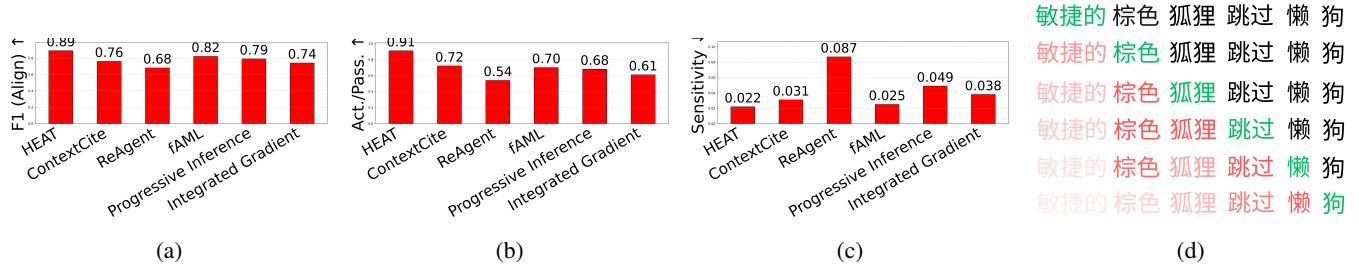 F1 (Align) ↑
0.89 0.76 0.68 0.82 0.79 0.74
HEAT ContextCite ReAgent fAML Progressive Inference Integrated Gradient
(a)
Act./Pass. ↑
0.91 0.72 0.54 0.70 0.68 0.61
HEAT ContextCite ReAgent fAML Progressive Inference Integrated Gradient
(b)
Sensitivity ↓
0.022 0.031 0.087 0.025 0.049 0.038
HEAT ContextCite ReAgent fAML Progressive Inference Integrated Gradient
(c)
敏捷的 棕色 狐狸 跳过 懒 狗
敏捷的 棕色 狐狸 跳过 懒 狗
敏捷的 棕色 狐狸 跳过 懒 狗
敏捷的 棕色 狐狸 跳过 懒 狗
敏捷的 棕色 狐狸 跳过 懒 狗
敏捷的 棕色 狐狸 跳过 懒 狗
(d)